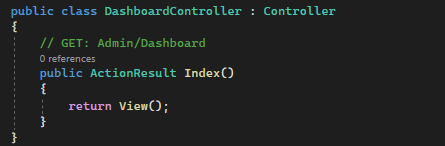 public class DashboardController : Controller
{
// GET: Admin/Dashboard
0 references
public ActionResult Index()
{
return View();
}
}